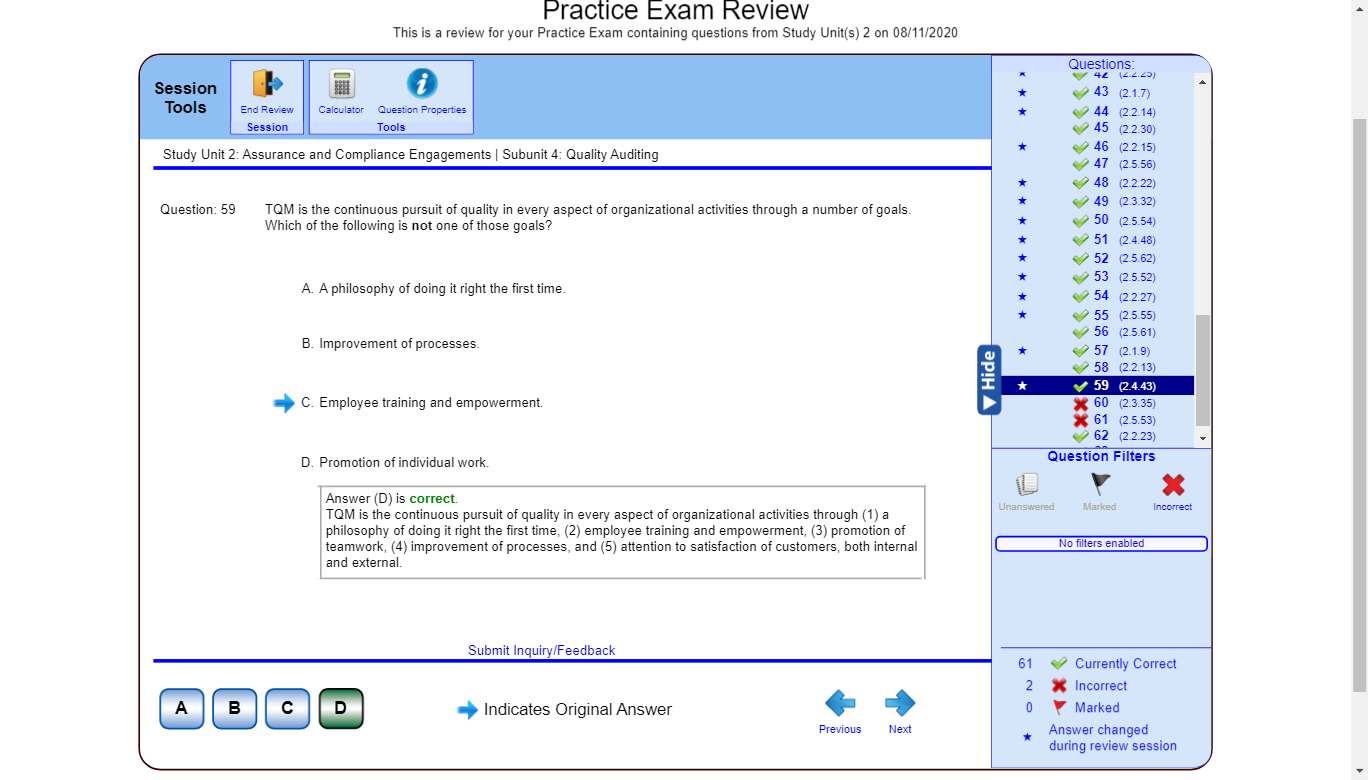 Practice Exam Review
This is a review for your Practice Exam containing questions from Study Unit(s) 2 on 08/11/2020
Session
Tools
End Review
Session
Calculator
Question Properties
Tools
Study Unit 2: Assurance and Compliance Engagements | Subunit 4: Quality Auditing
Question: 59
TQM is the continuous pursuit of quality in every aspect of organizational activities through a number of goals.
Which of the following is not one of those goals?
A. A philosophy of doing it right the first time.
B. Improvement of processes.
C. Employee training and empowerment.
D. Promotion of individual work.
Answer (D) is correct.
TQM is the continuous pursuit of quality in every aspect of organizational activities through (1) a
philosophy of doing it right the first time, (2) employee training and empowerment, (3) promotion of
teamwork, (4) improvement of processes, and (5) attention to satisfaction of customers, both internal
and external.
Submit Inquiry/Feedback
A B C D
Indicates Original Answer
Previous
Next
Hide
Questions:
42 (2.2.25)
43 (2.1.7)
44 (2.2.14)
45 (2.2.30)
46 (2.2.15)
47 (2.5.56)
48 (2.2.22)
49 (2.3.32)
50 (2.5.54)
51 (2.4.48)
52 (2.5.62)
53 (2.5.52)
54 (2.2.27)
55 (2.5.55)
56 (2.5.61)
57 (2.1.9)
58 (2.2.13)
59 (2.4.43)
60 (2.3.35)
61 (2.5.53)
62 (2.2.23)
Question Filters
Unanswered
Marked
Incorrect
No filters enabled
61 Currently Correct
2 Incorrect
0 Marked
Answer changed
during review session